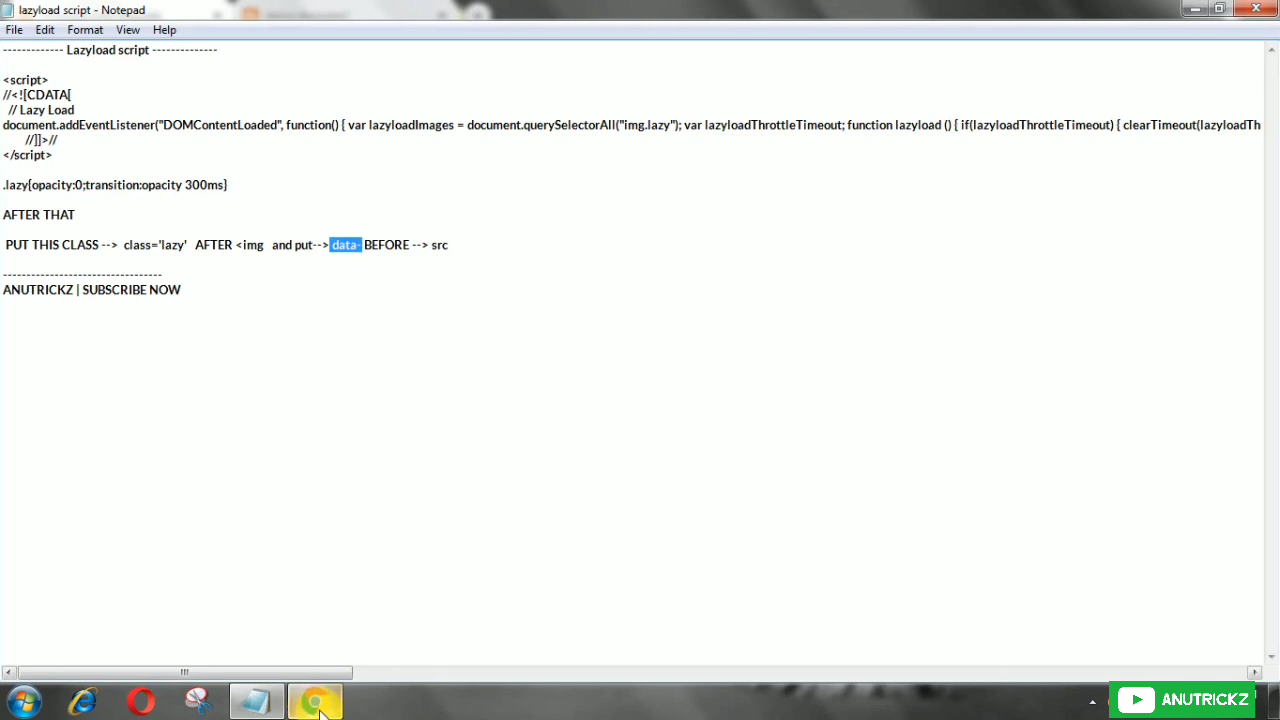 lazyload script - Notepad
File Edit Format View Help
------------- Lazyload script --------------
<script>
//<![CDATA[
// Lazy Load
document.addEventListener("DOMContentLoaded", function() { var lazyloadImages = document.querySelectorAll("img.lazy"); var lazyloadThrottleTimeout; function lazyload () { if(lazyloadThrottleTimeout) { clearTimeout(lazyloadTh
//]]>//
</script>
.lazy{opacity:0;transition:opacity 300ms}
AFTER THAT
PUT THIS CLASS --> class='lazy' AFTER <img and put--> data- BEFORE --> src
----------------------------------
ANUTRICKZ | SUBSCRIBE NOW
ANUTRICKZ